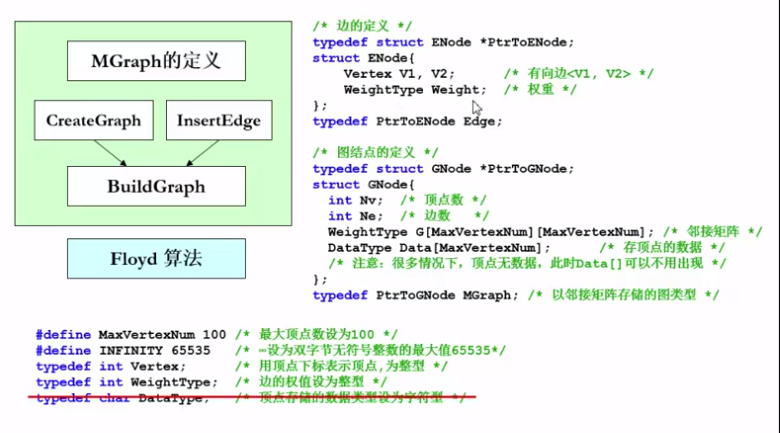 MGraph的定义
CreateGraph
InsertEdge
BuildGraph
Floyd 算法
/* 边的定义 */
typedef struct ENode *PtrToENode;
struct ENode{
Vertex V1, V2; /* 有向边<V1, V2> */
WeightType Weight; /* 权重 */
};
typedef PtrToENode Edge;
/* 图结点的定义 */
typedef struct GNode *PtrToGNode;
struct GNode{
int Nv; /* 顶点数 */
int Ne; /* 边数 */
WeightType G[MaxVertexNum][MaxVertexNum]; /* 邻接矩阵 */
DataType Data[MaxVertexNum]; /* 存顶点的数据 */
/* 注意：很多情况下，顶点无数据，此时Data[]可以不用出现 */
};
typedef PtrToGNode MGraph; /* 以邻接矩阵存储的图类型 */
#define MaxVertexNum 100 /* 最大顶点数设为100 */
#define INFINITY 65535 /* ∞设为双字节无符号整数的最大值65535*/
typedef int Vertex; /* 用顶点下标表示顶点,为整型 */
typedef int WeightType; /* 边的权值设为整型 */
typedef char DataType; /* 顶点存储的数据类型设为字符型 */